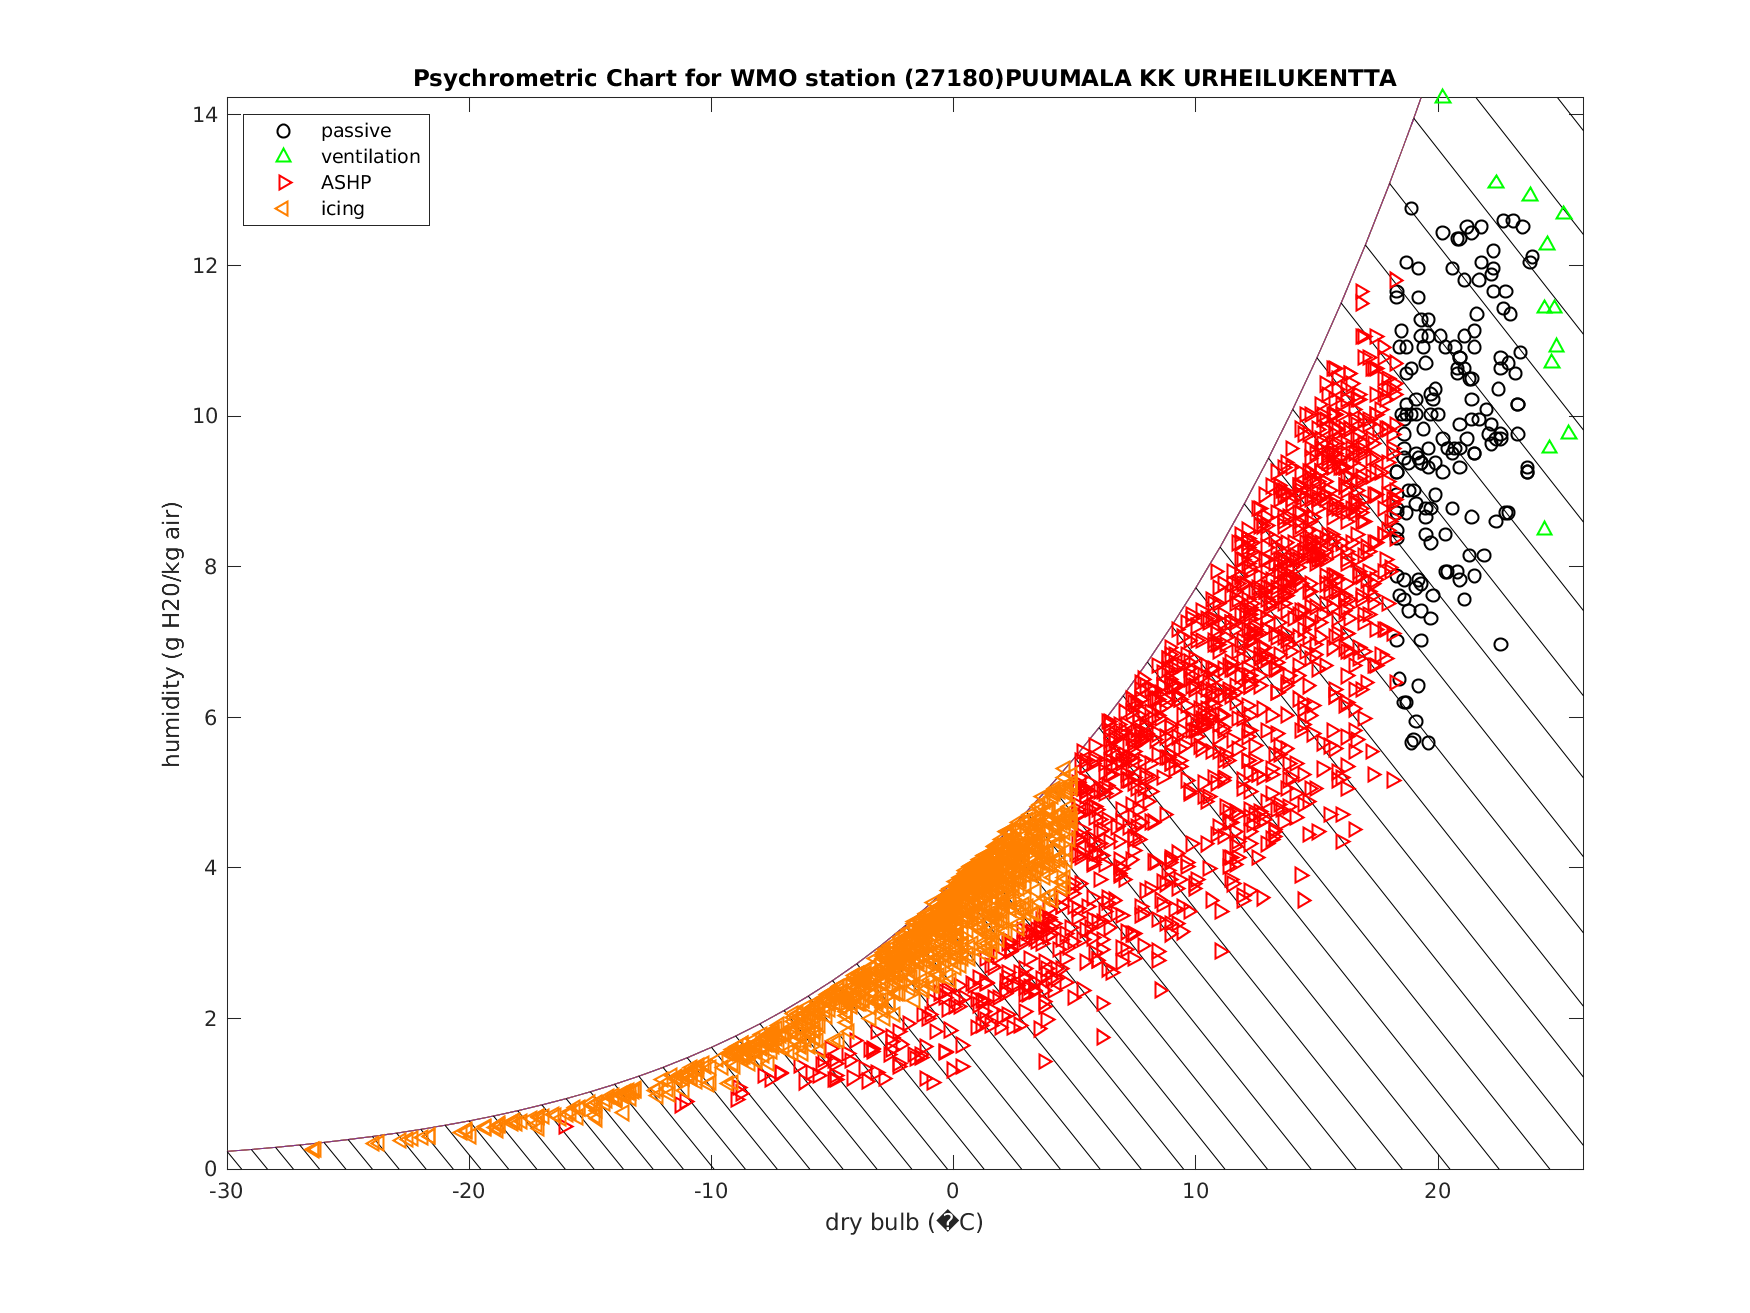 Psychrometric Chart for WMO station (27180)PUUMALA KK URHEILUKENTTA
passive
ventilation
ASHP
icing
14
12
10
8
6
4
2
0
humidity (g H20/kg air)
-30
-20
-10
0
10
20
dry bulb (�C)